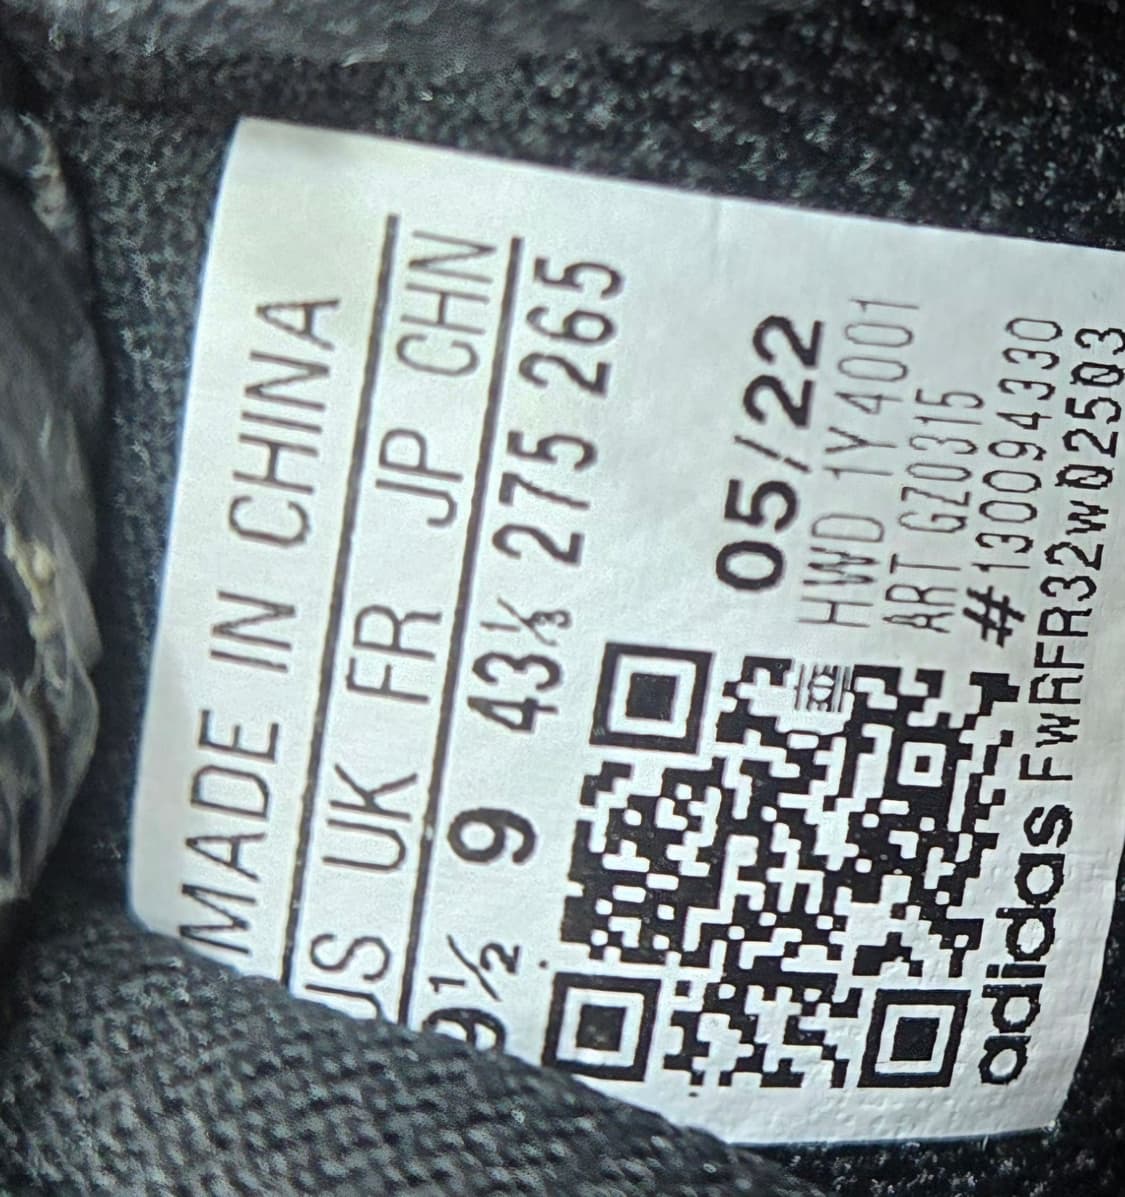 MADE IN CHINA
US UK FR JP CHN
9½ 9 43⅓ 275 265
05/22
HWD 1Y4001
ART GZ0315
#130094330
adidas FWRFR32W02503